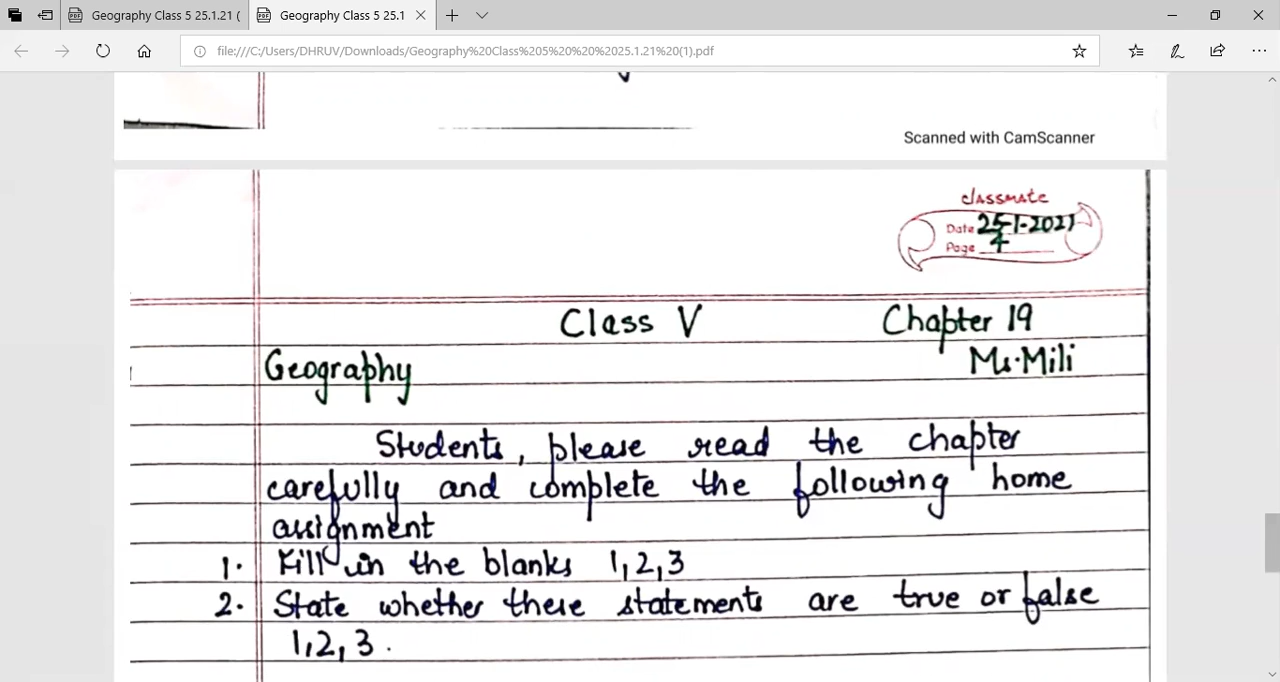 Geography Class 5 25.1.21 (
Geography Class 5 25.1
file:///C:/Users/DHRUV/Downloads/Geography%20Class%205%20%20%2025.1.21%20(1).pdf
Scanned with CamScanner
classmate
Date 25-1-2021
Page 4
Class V Chapter 19
Geography Ms. Mili
Students, please read the chapter
carefully and complete the following home
assignment
1. Fill in the blanks 1,2,3
2. State whether these statements are true or false
1,2,3.